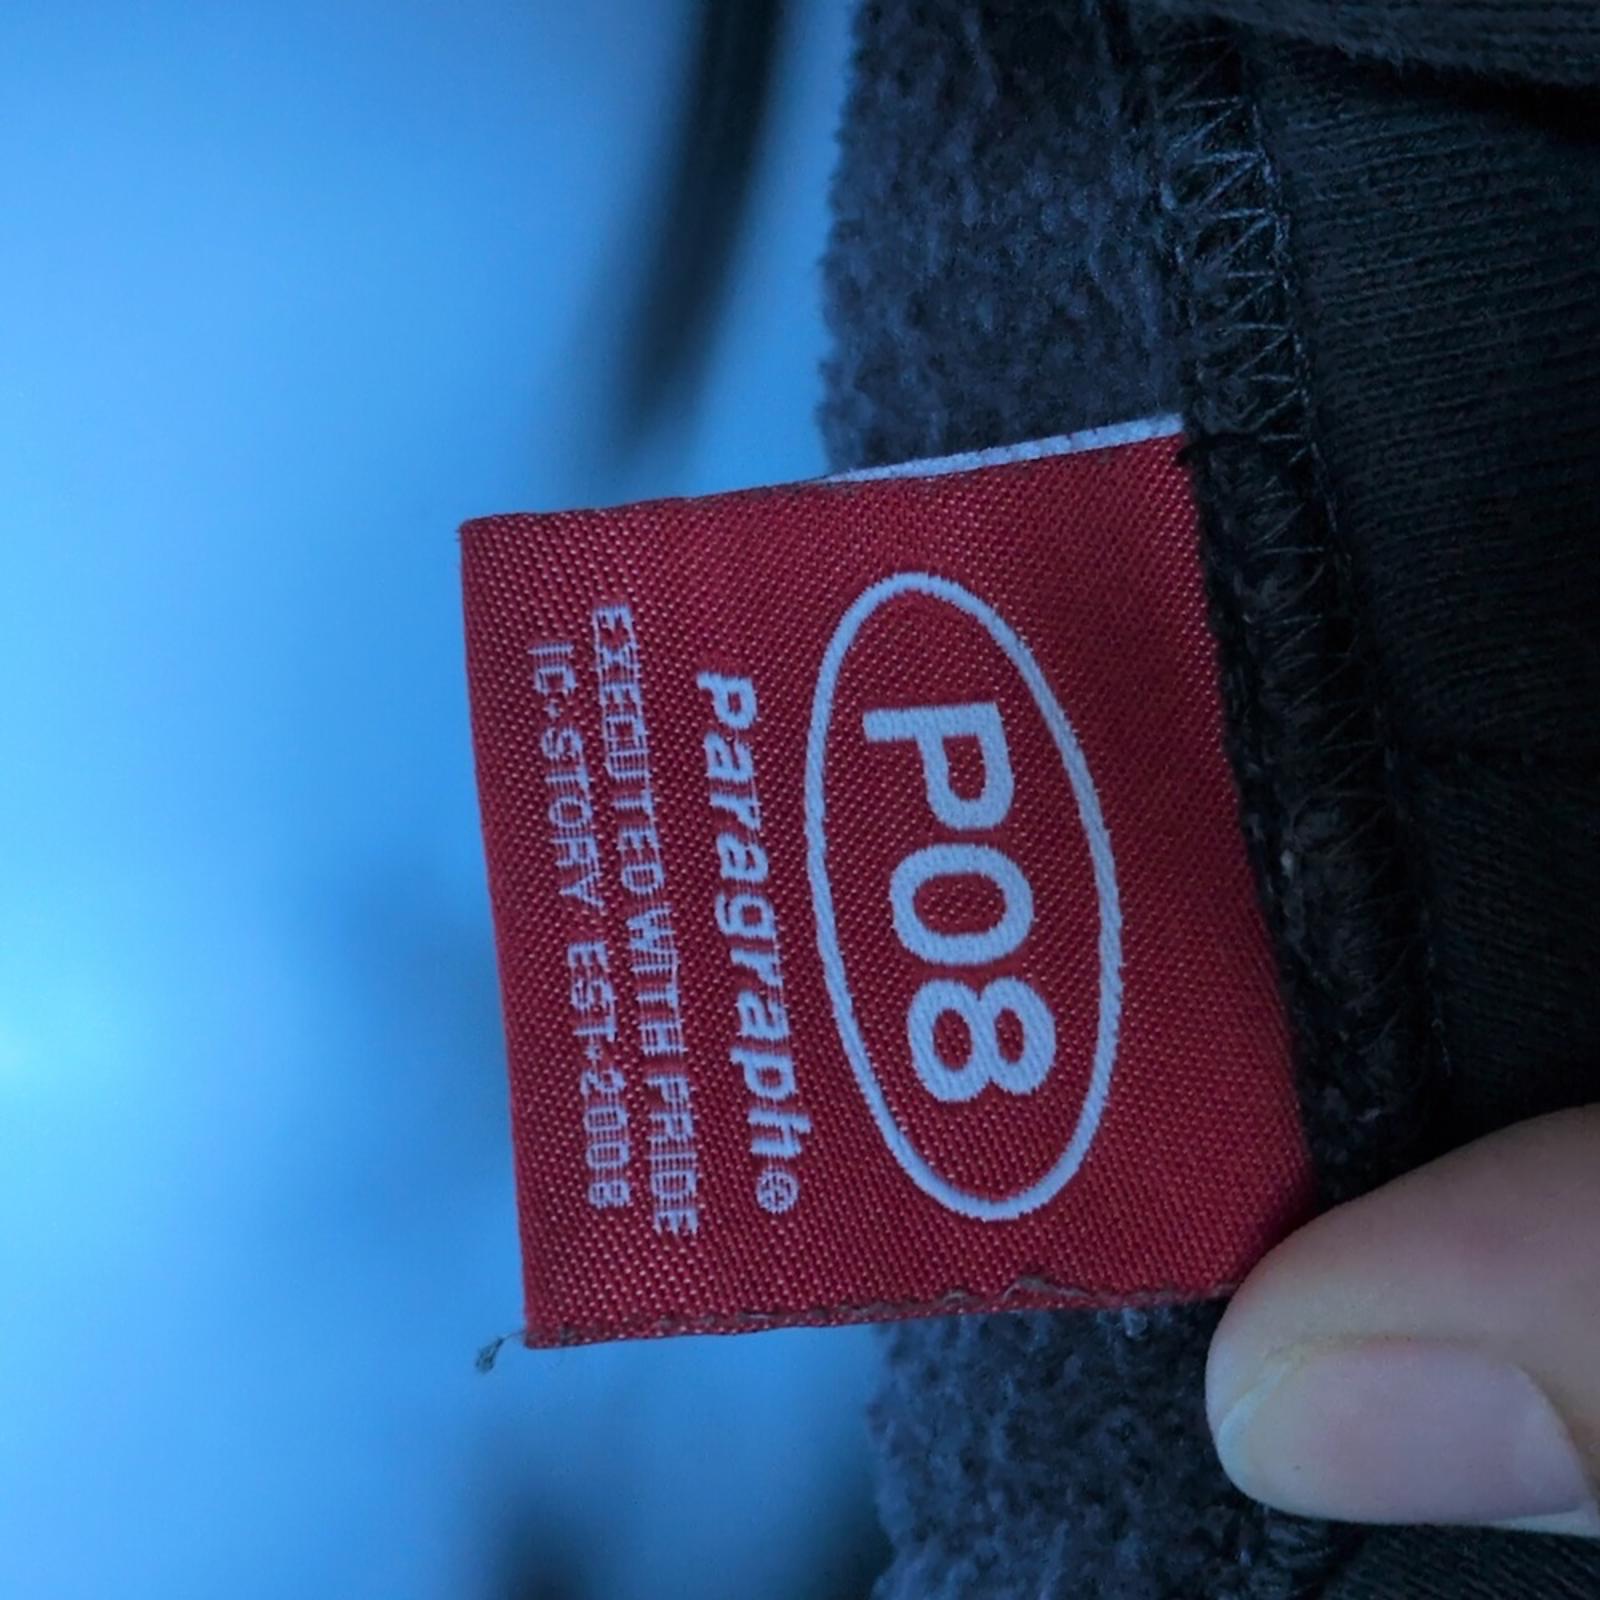 P08
Paragraph®
EXECUTED WITH PRIDE
IC·STORY EST·2008